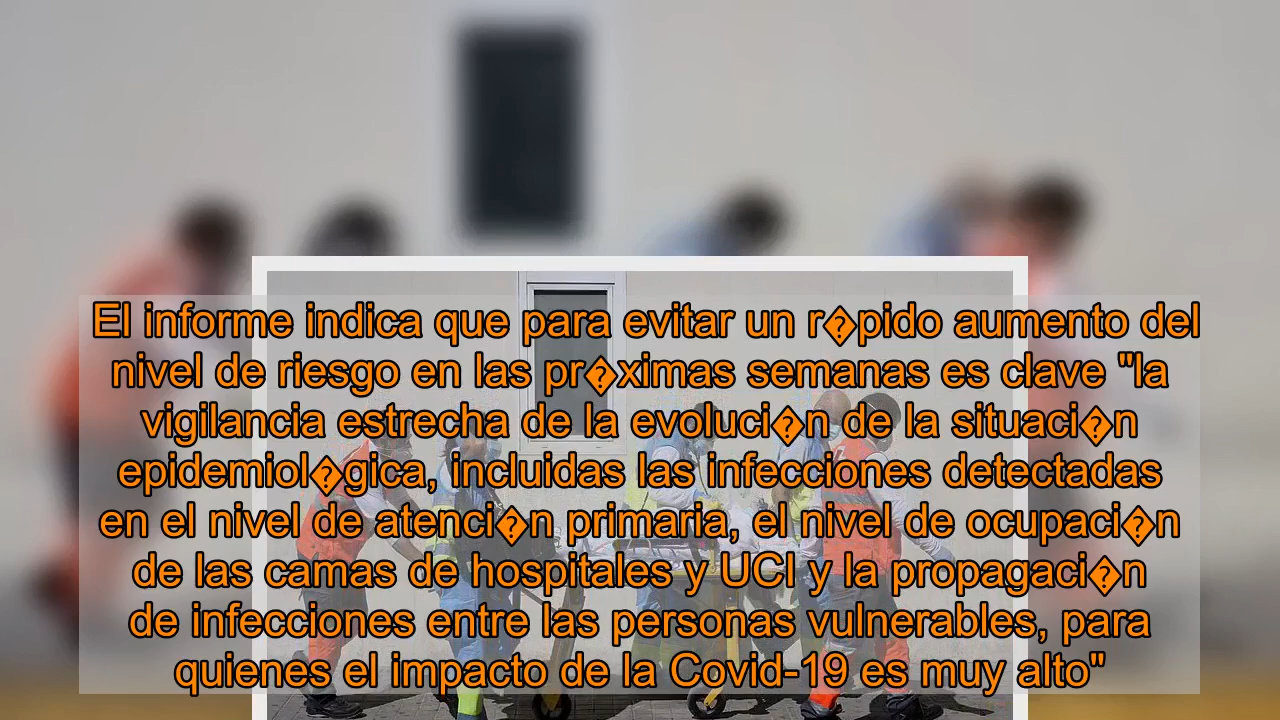 El informe indica que para evitar un r�pido aumento del
nivel de riesgo en las pr�ximas semanas es clave "la
vigilancia estrecha de la evoluci�n de la situaci�n
epidemiol�gica, incluidas las infecciones detectadas
en el nivel de atenci�n primaria, el nivel de ocupaci�n
de las camas de hospitales y UCI y la propagaci�n
de infecciones entre las personas vulnerables, para
quienes el impacto de la Covid-19 es muy alto"